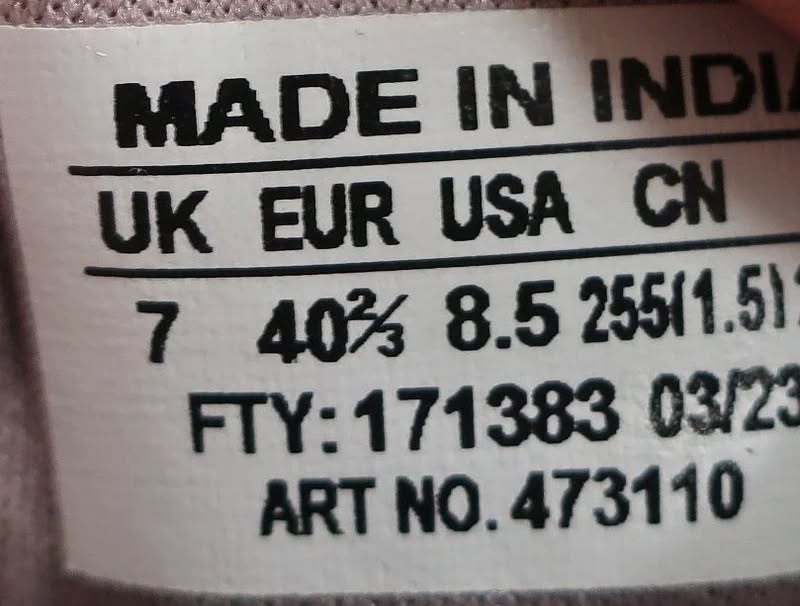 MADE IN INDIA
UK EUR USA CN
7 40⅔ 8.5 255(1.5)
FTY: 171383 03/23
ART NO. 473110